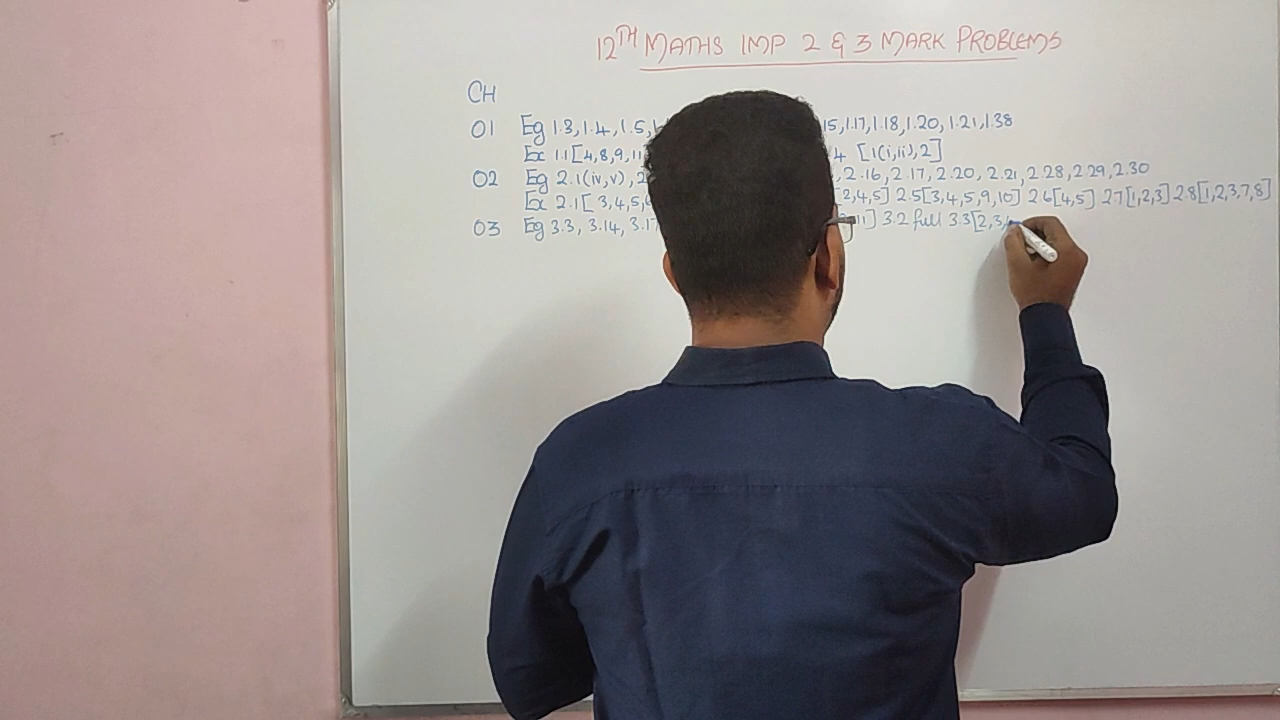 12TH MATHS IMP 2 & 3 MARK PROBLEMS
CH
01 Eg 1.3, 1.4, 1.5, 15, 1.17, 1.18, 1.20, 1.21, 1.38
Ex 1.1 [4,8,9,11 4 [1(i,ii),2]
02 Eg 2.1(iv,v), 2.16, 2.17, 2.20, 2.21, 2.28, 2.29, 2.30
Ex 2.1 [3,4,5, [2,4,5] 2.5[3,4,5,9,10] 2.6[4,5] 2.7[1,2,3] 2.8[1,2,3,7,8]
03 Eg 3.3, 3.14, 3.17 11] 3.2 full 3.3[2,3,